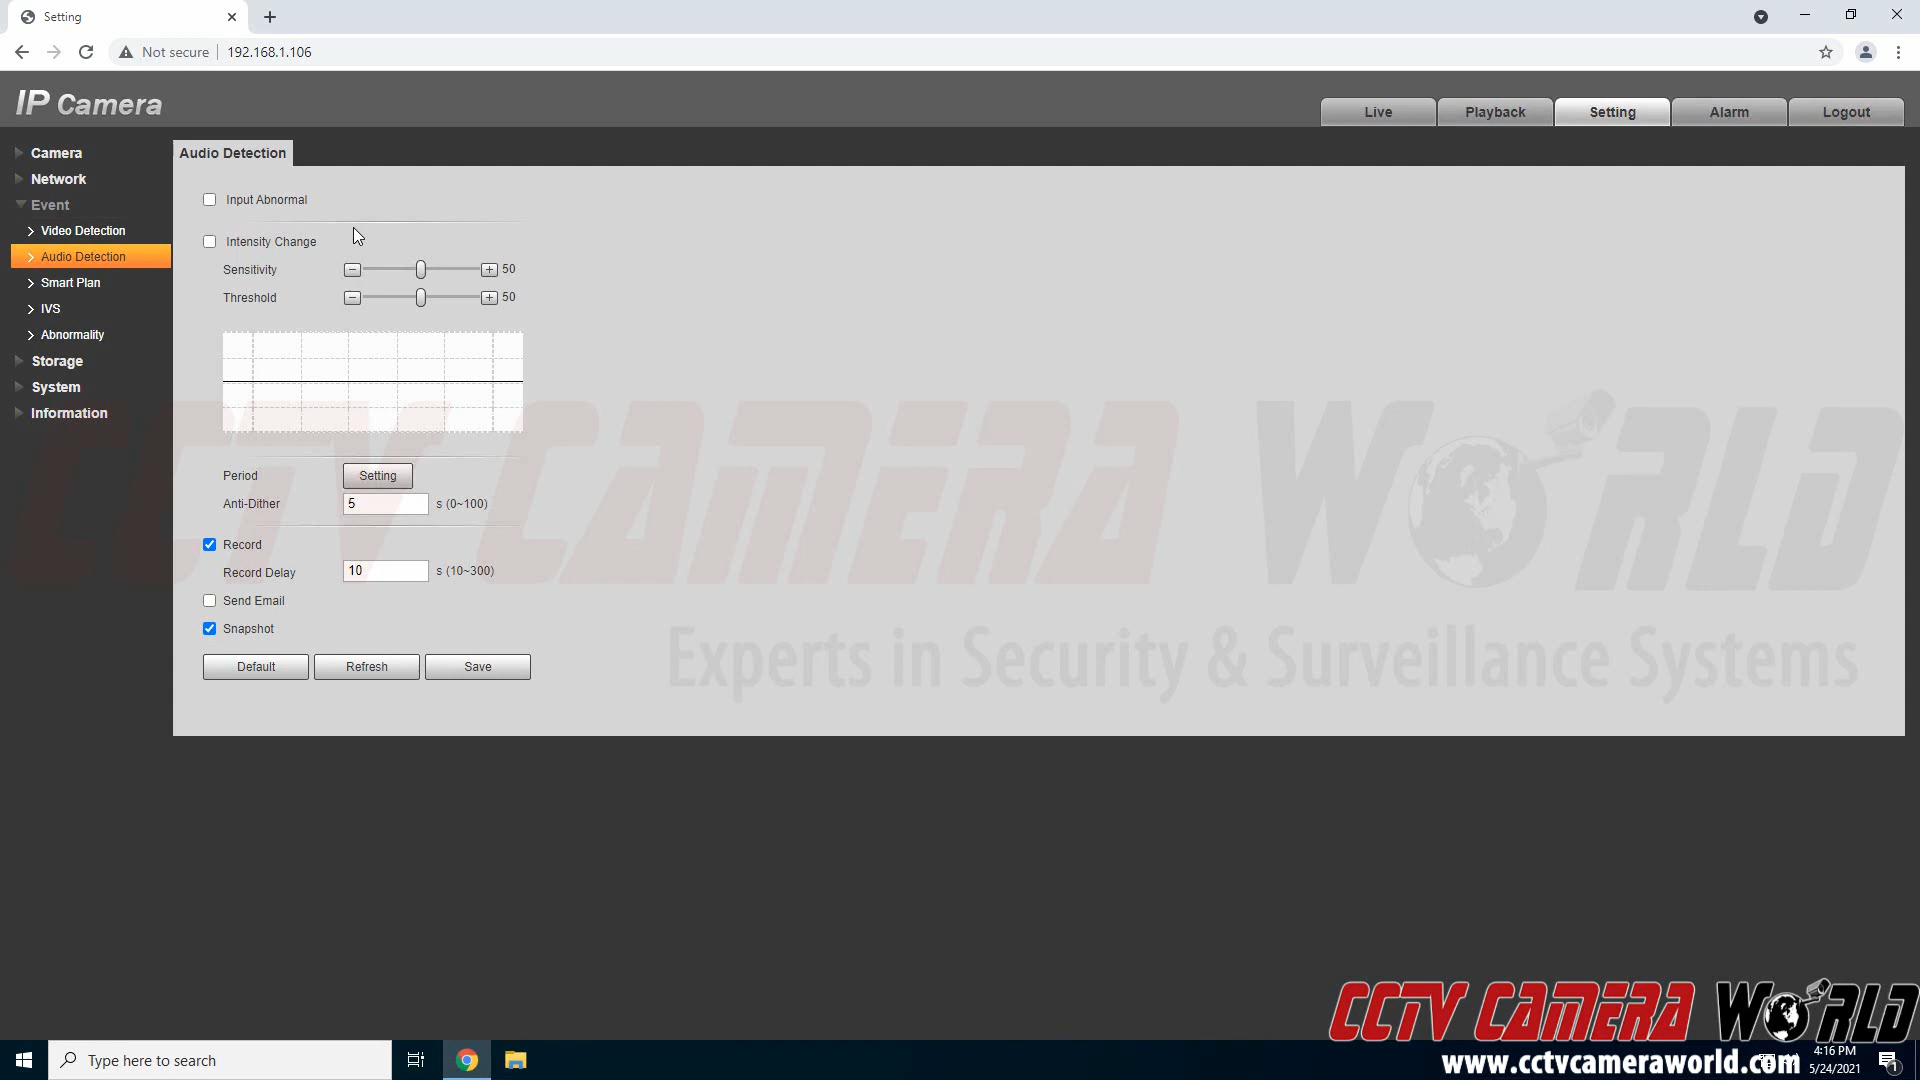 Setting
Not secure
192.168.1.106
IP Camera
Live
Playback
Setting
Alarm
Logout
Camera
Network
Event
Video Detection
Audio Detection
Smart Plan
IVS
Abnormality
Storage
System
Information
Audio Detection
Input Abnormal
Intensity Change
Sensitivity
50
Threshold
50
Period
Setting
Anti-Dither
5
s (0~100)
Record
Record Delay
10
s (10~300)
Send Email
Snapshot
Default
Refresh
Save
CCTV CAMERA WORLD
Experts in Security & Surveillance Systems
CCTV CAMERA WORLD
www.cctvcameraworld.com
Type here to search
4:16 PM
5/24/2021
1